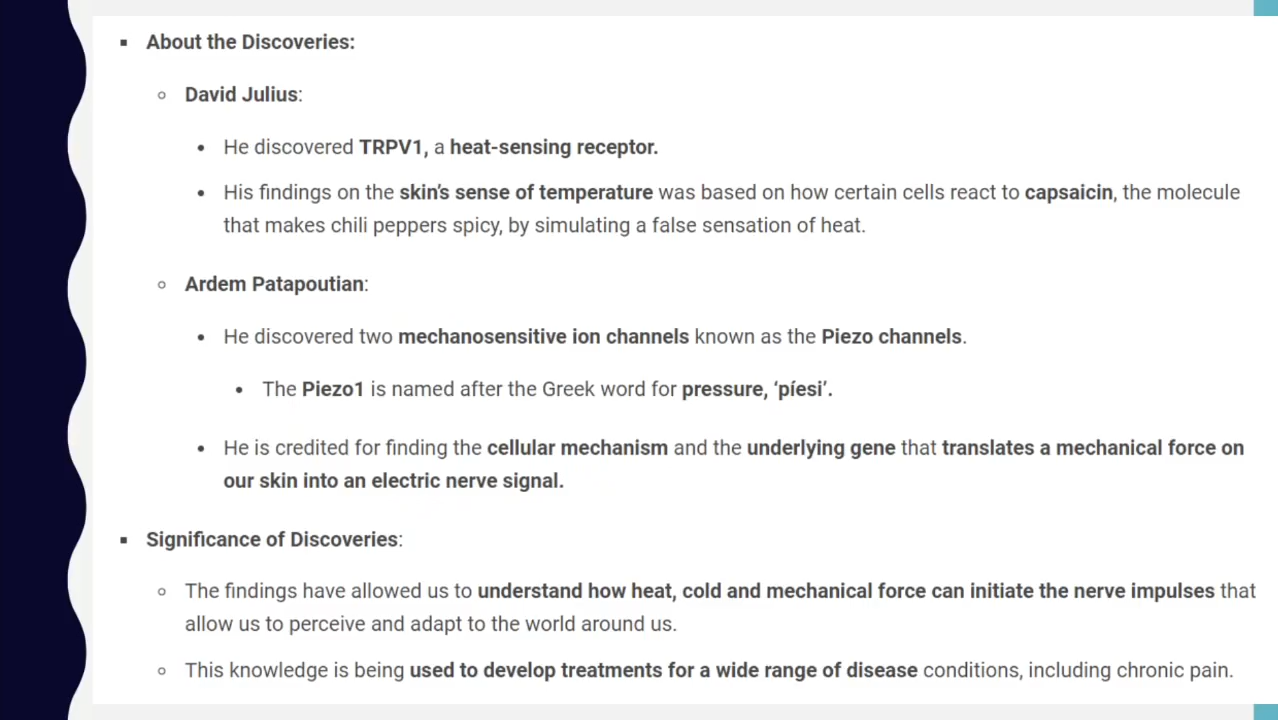 About the Discoveries:
David Julius:
He discovered TRPV1, a heat-sensing receptor.
His findings on the skin’s sense of temperature was based on how certain cells react to capsaicin, the molecule
that makes chili peppers spicy, by simulating a false sensation of heat.
Ardem Patapoutian:
He discovered two mechanosensitive ion channels known as the Piezo channels.
The Piezo1 is named after the Greek word for pressure, ‘píesi’.
He is credited for finding the cellular mechanism and the underlying gene that translates a mechanical force on
our skin into an electric nerve signal.
Significance of Discoveries:
The findings have allowed us to understand how heat, cold and mechanical force can initiate the nerve impulses that
allow us to perceive and adapt to the world around us.
This knowledge is being used to develop treatments for a wide range of disease conditions, including chronic pain.